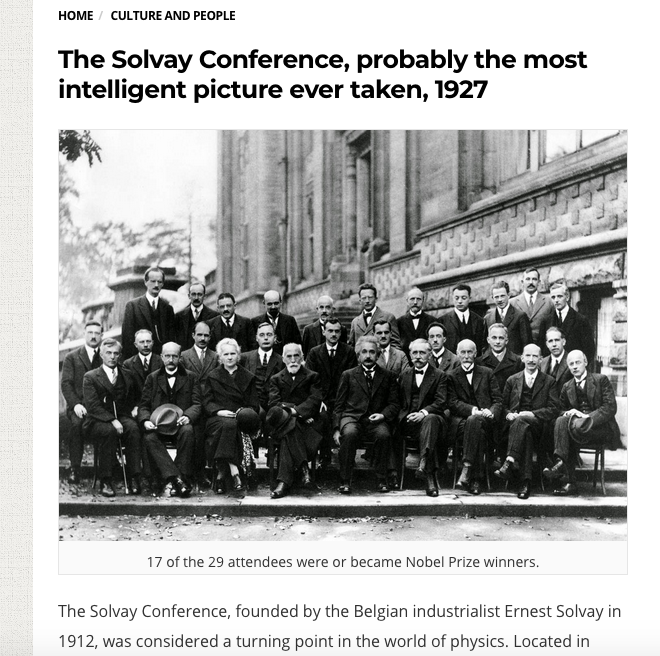 HOME / CULTURE AND PEOPLE
The Solvay Conference, probably the most
intelligent picture ever taken, 1927
17 of the 29 attendees were or became Nobel Prize winners.
The Solvay Conference, founded by the Belgian industrialist Ernest Solvay in
1912, was considered a turning point in the world of physics. Located in